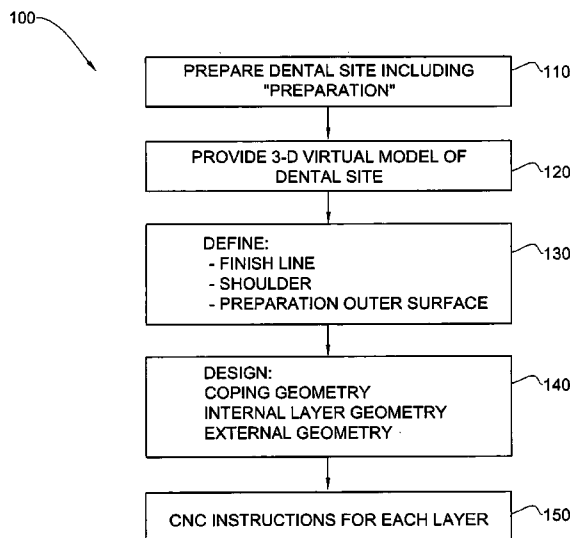 100
PREPARE DENTAL SITE INCLUDING
"PREPARATION"
110
PROVIDE 3-D VIRTUAL MODEL OF
DENTAL SITE
120
DEFINE:
- FINISH LINE
- SHOULDER
- PREPARATION OUTER SURFACE
130
DESIGN:
COPING GEOMETRY
INTERNAL LAYER GEOMETRY
EXTERNAL GEOMETRY
140
CNC INSTRUCTIONS FOR EACH LAYER
150